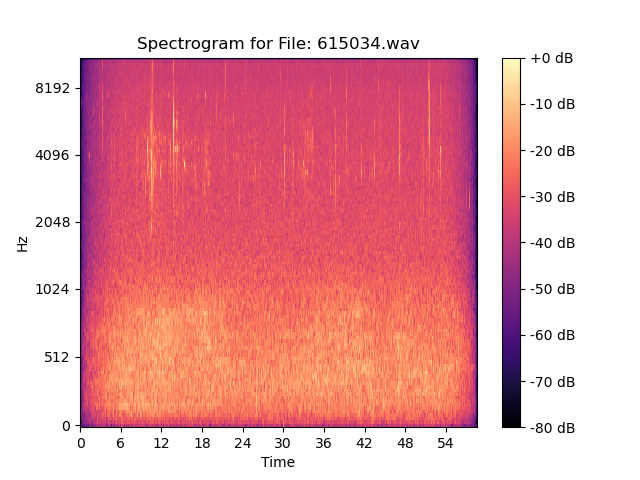 Spectrogram for File: 615034.wav
8192
4096
2048
1024
512
0
Hz
0 6 12 18 24 30 36 42 48 54
Time
+0 dB
-10 dB
-20 dB
-30 dB
-40 dB
-50 dB
-60 dB
-70 dB
-80 dB